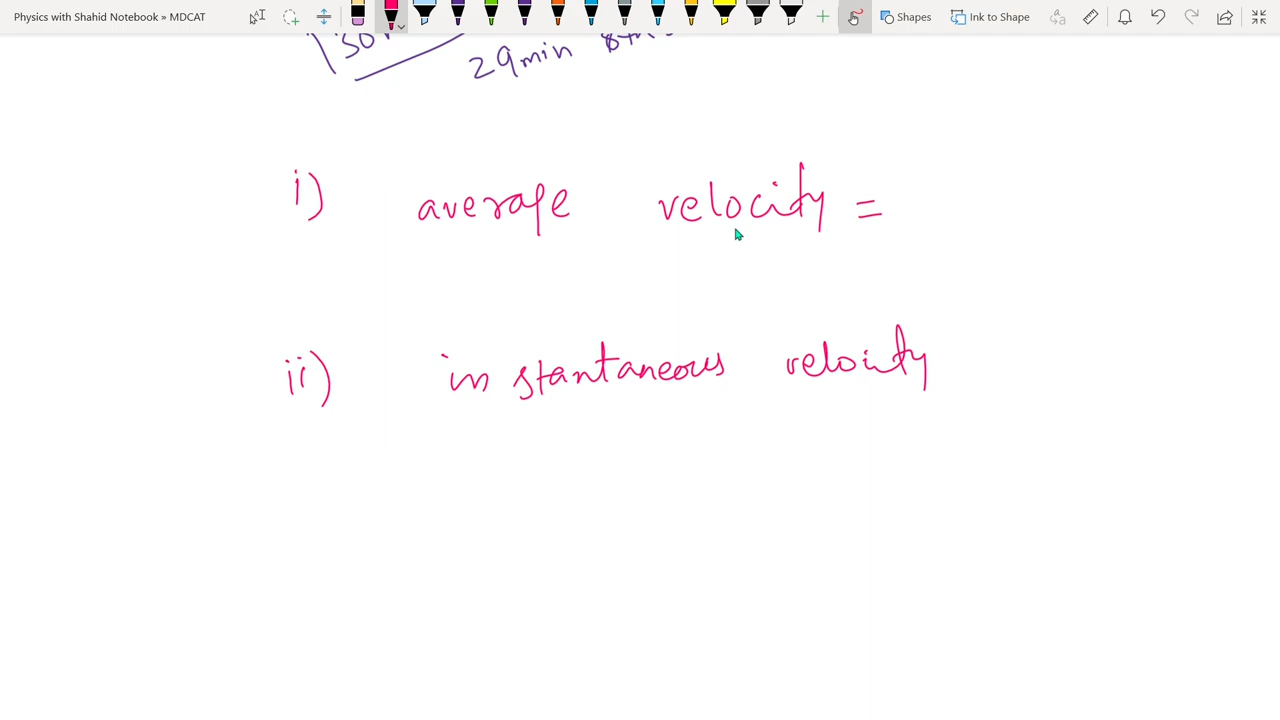 Physics with Shahid Notebook » MDCAT
Shapes
Ink to Shape
29min
i) average velocity =
ii) instantaneous velocity